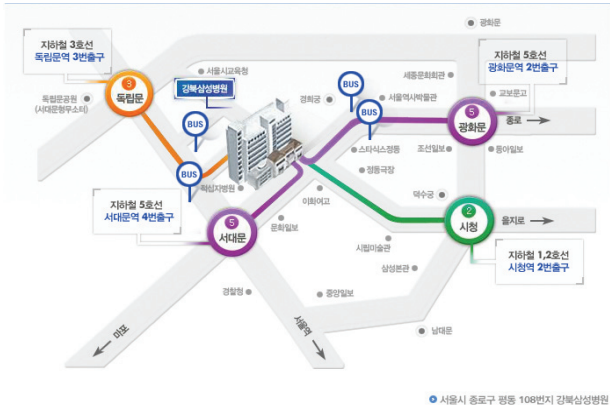 광화문
지하철 3호선
독립문역 3번출구
지하철 5호선
광화문역 2번출구
서울시교육청
세종문화회관
3
독립문
강북삼성병원
BUS
교보문고
독립문공원
(서대문형무소터)
경희궁
서울역사박물관
BUS
5
광화문
종로
BUS
스타식스정동
조선일보
동아일보
정동극장
BUS
적십자병원
이화여고
덕수궁
지하철 5호선
서대문역 4번출구
5
서대문
문화일보
2
시청
을지로
시립미술관
지하철 1,2호선
시청역 2번출구
삼성본관
경찰청
중앙일보
마포
서울역
남대문
서울시 종로구 평동 108번지 강북삼성병원